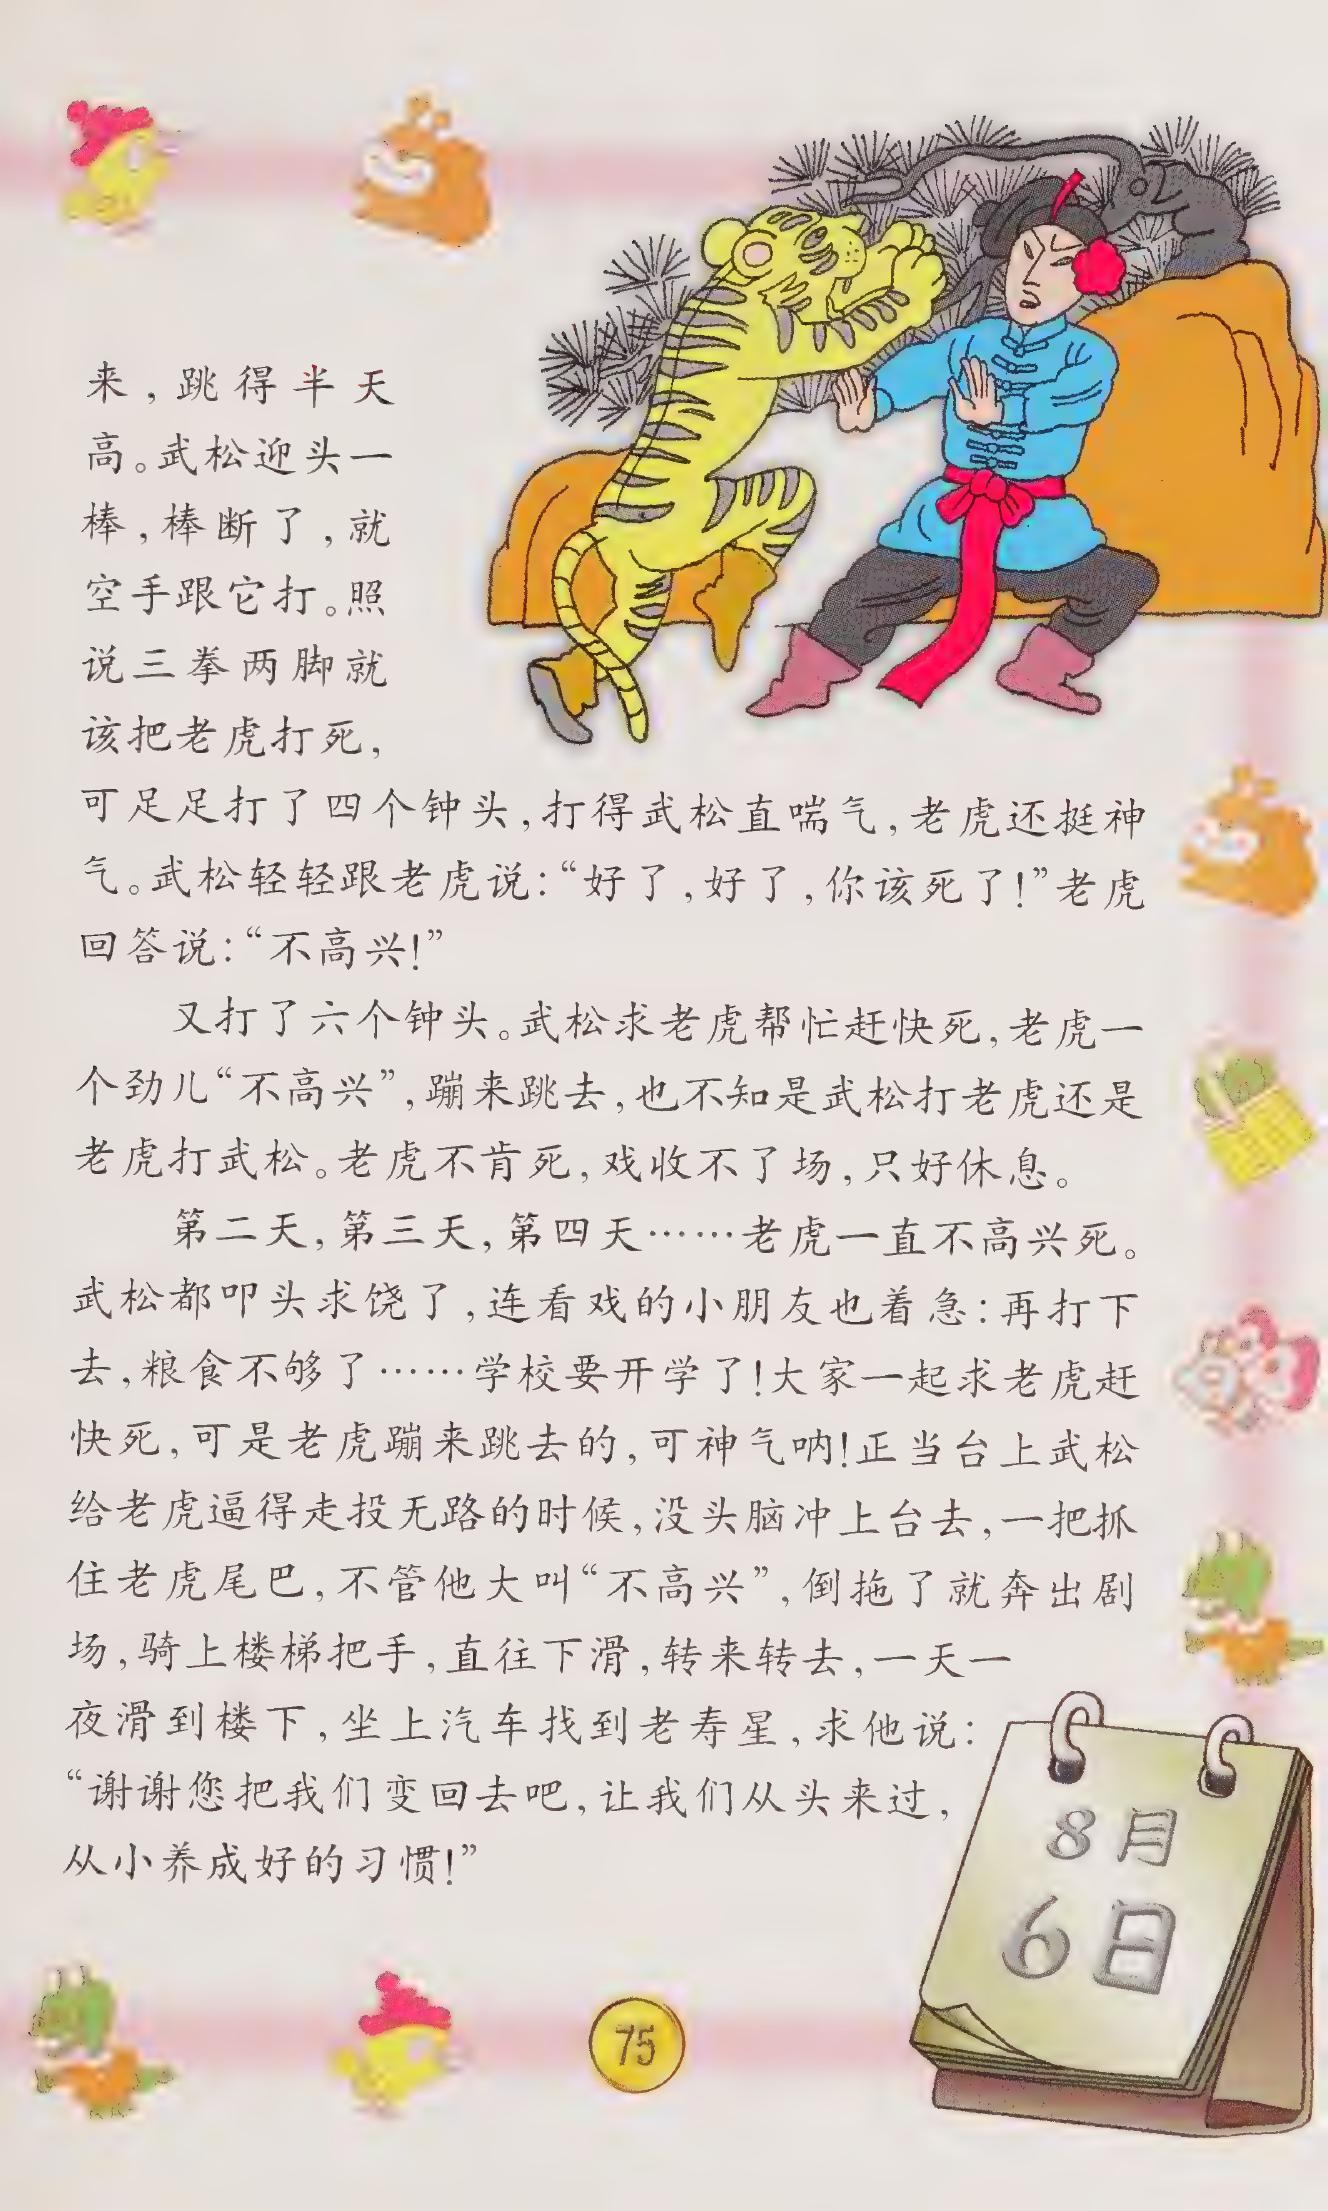 来，跳得半天
高。武松迎头一
棒，棒断了，就
空手跟它打。照
说三拳两脚就
该把老虎打死，
可足足打了四个钟头，打得武松直喘气，老虎还挺神
气。武松轻轻跟老虎说：“好了，好了，你该死了！”老虎
回答说：“不高兴！”
又打了六个钟头。武松求老虎帮忙赶快死，老虎一
个劲儿“不高兴”，蹦来跳去，也不知是武松打老虎还是
老虎打武松。老虎不肯死，戏收不了场，只好休息。
第二天，第三天，第四天……老虎一直不高兴死。
武松都叩头求饶了，连看戏的小朋友也着急：再打下
去，粮食不够了……学校要开学了！大家一起求老虎赶
快死，可是老虎蹦来跳去的，可神气呐！正当台上武松
给老虎逼得走投无路的时候，没头脑冲上台去，一把抓
住老虎尾巴，不管他大叫“不高兴”，倒拖了就奔出剧
场，骑上楼梯把手，直往下滑，转来转去，一天一
夜滑到楼下，坐上汽车找到老寿星，求他说：
“谢谢您把我们变回去吧，让我们从头来过，
从小养成好的习惯！”
8月
6日
75